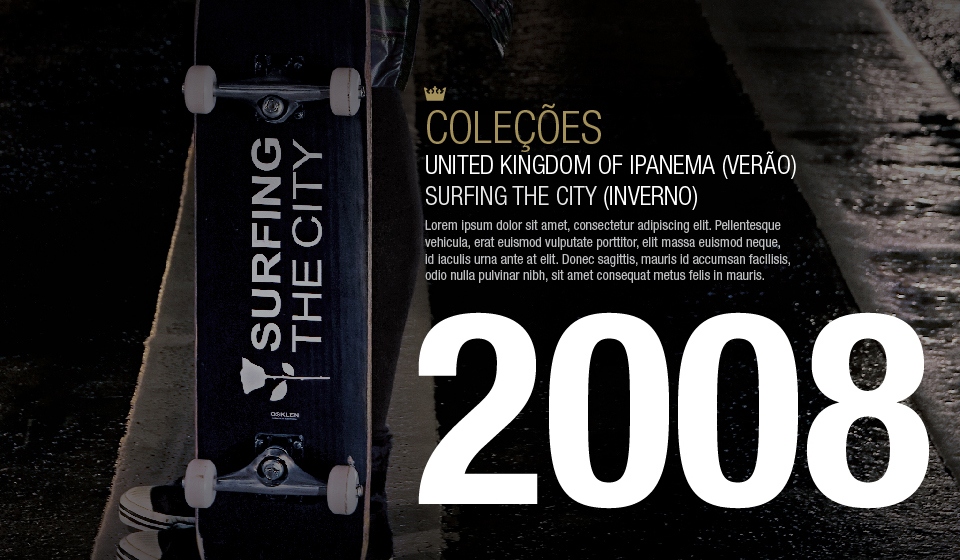 SURFING
THE CITY
OSKLEN
COLEÇÕES
UNITED KINGDOM OF IPANEMA (VERÃO)
SURFING THE CITY (INVERNO)
Lorem ipsum dolor sit amet, consectetur adipiscing elit. Pellentesque
vehicula, erat euismod vulputate porttitor, elit massa euismod neque,
id iaculis urna ante at elit. Donec sagittis, mauris id accumsan facilisis,
odio nulla pulvinar nibh, sit amet consequat metus felis in mauris.
2008